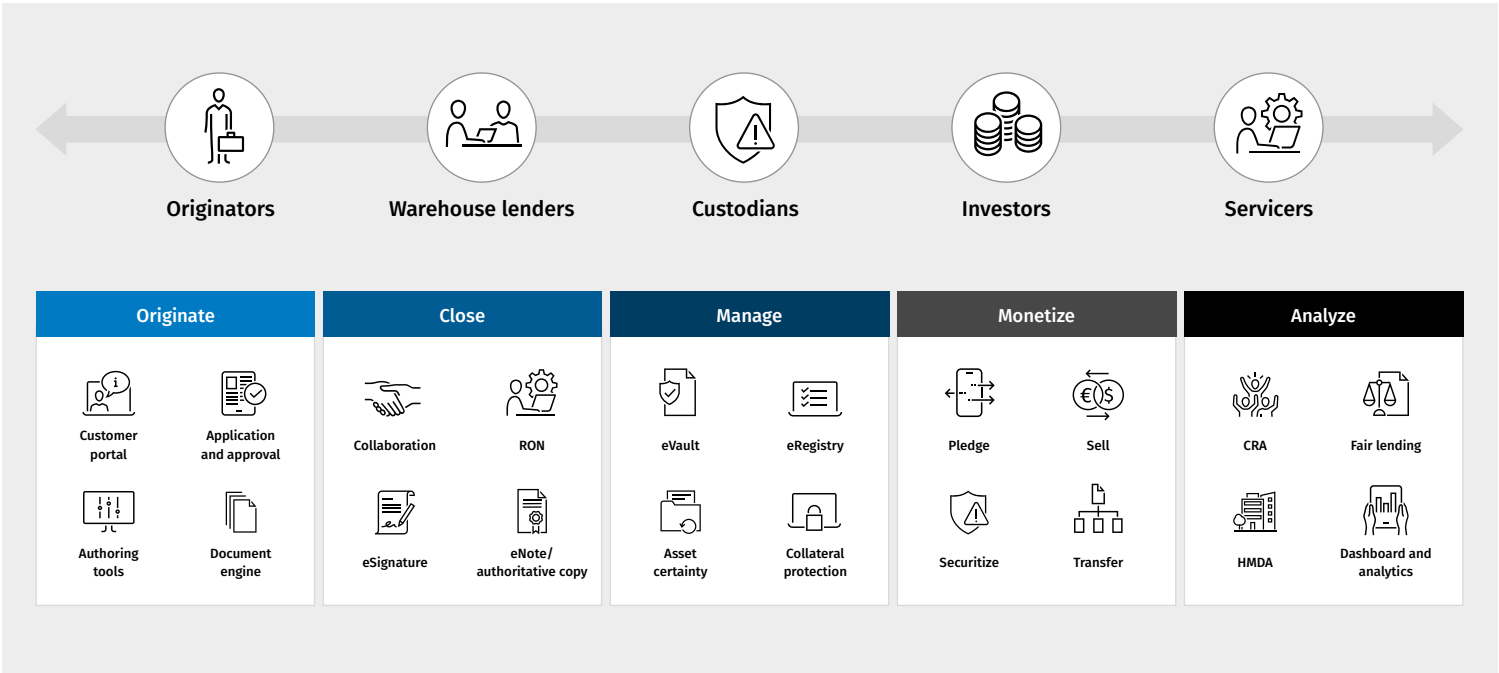 Originators
Warehouse lenders
Custodians
Investors
Servicers
Originate
Customer
portal
Application
and approval
Authoring
tools
Document
engine
Close
Collaboration
RON
eSignature
eNote/
authoritative copy
Manage
eVault
eRegistry
Asset
certainty
Collateral
protection
Monetize
Pledge
Sell
Securitize
Transfer
Analyze
CRA
Fair lending
HMDA
Dashboard and
analytics